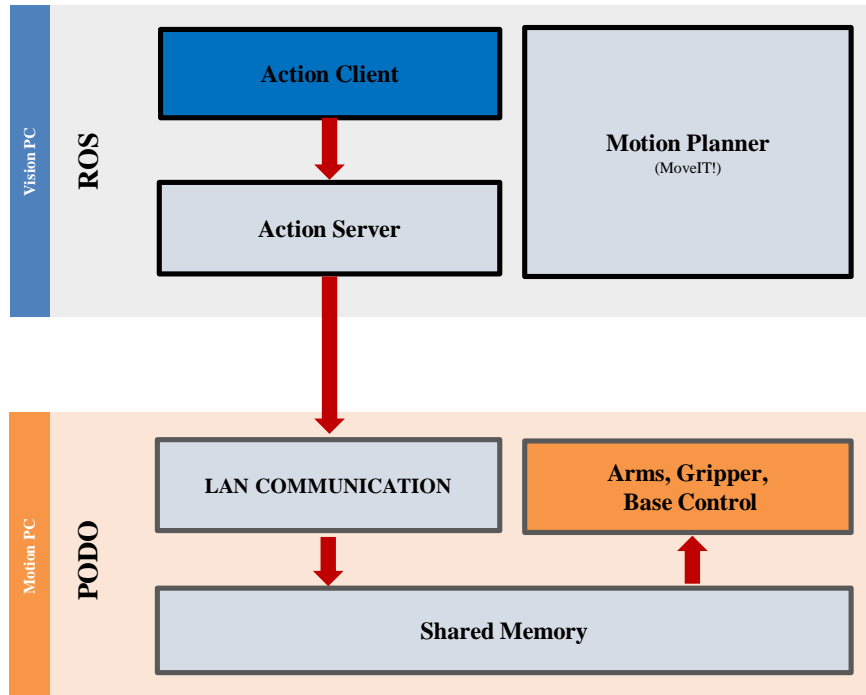 Vision PC
ROS
Action Client
Action Server
Motion Planner
(MoveIT!)
Motion PC
PODO
LAN COMMUNICATION
Arms, Gripper,
Base Control
Shared Memory